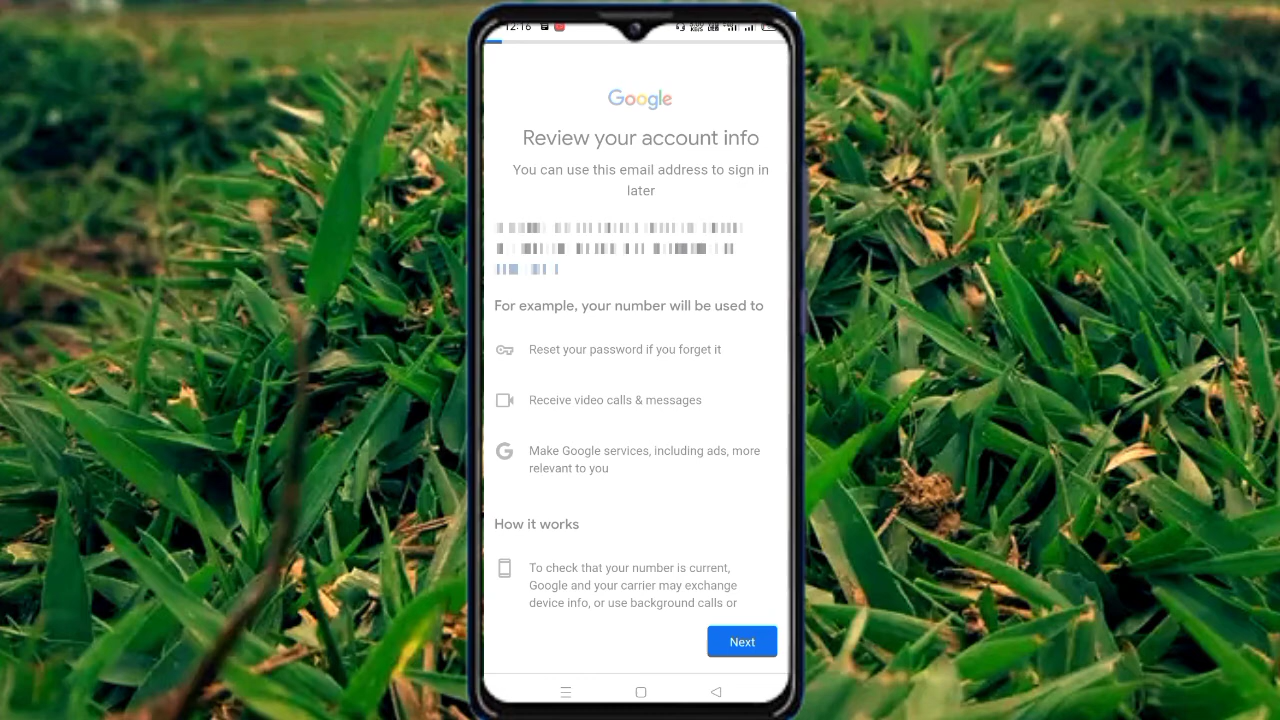 12:16
Google
Review your account info
You can use this email address to sign in
later
For example, your number will be used to
Reset your password if you forget it
Receive video calls & messages
Make Google services, including ads, more
relevant to you
How it works
To check that your number is current,
Google and your carrier may exchange
device info, or use background calls or
Next